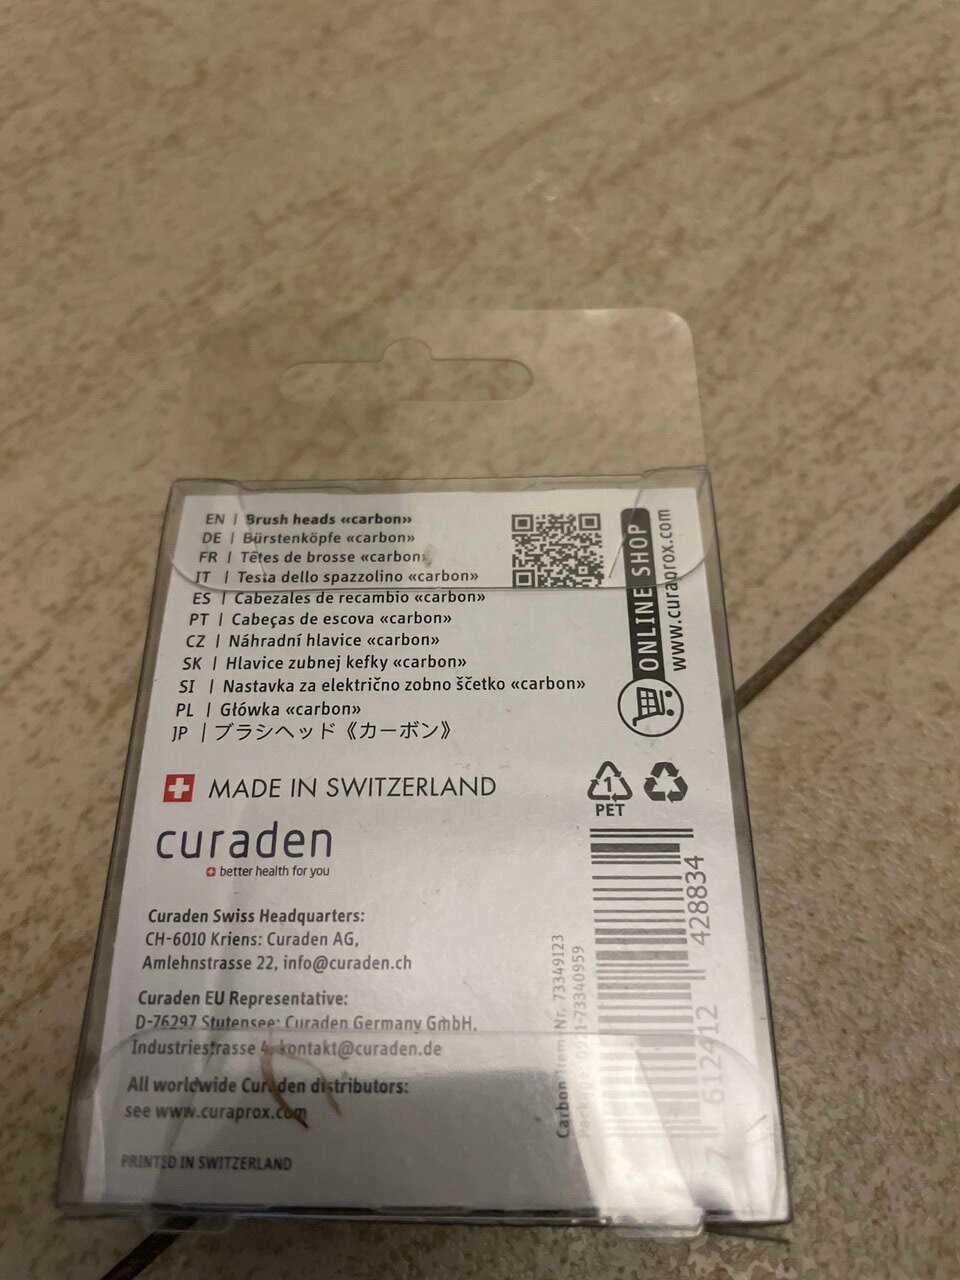 EN | Brush heads «carbon»
DE | Bürstenköpfe «carbon»
FR | Têtes de brosse «carbon»
IT | Testa dello spazzolino «carbon»
ES | Cabezales de recambio «carbon»
PT | Cabeças de escova «carbon»
CZ | Náhradní hlavice «carbon»
SK | Hlavice zubnej kefky «carbon»
SI | Nastavka za električno zobno ščetko «carbon»
PL | Główka «carbon»
JP | ブラシヘッド《カーボン》
ONLINE SHOP
www.curaprox.com
MADE IN SWITZERLAND
1
PET
curaden
better health for you
Curaden Swiss Headquarters:
CH-6010 Kriens: Curaden AG,
Amlehnstrasse 22, info@curaden.ch
Curaden EU Representative:
D-76297 Stutensee: Curaden Germany GmbH,
Industriestrasse 4, kontakt@curaden.de
All worldwide Curaden distributors:
see www.curaprox.com
PRINTED IN SWITZERLAND
Carbon Item Nr. 73349123
7 612412 428834